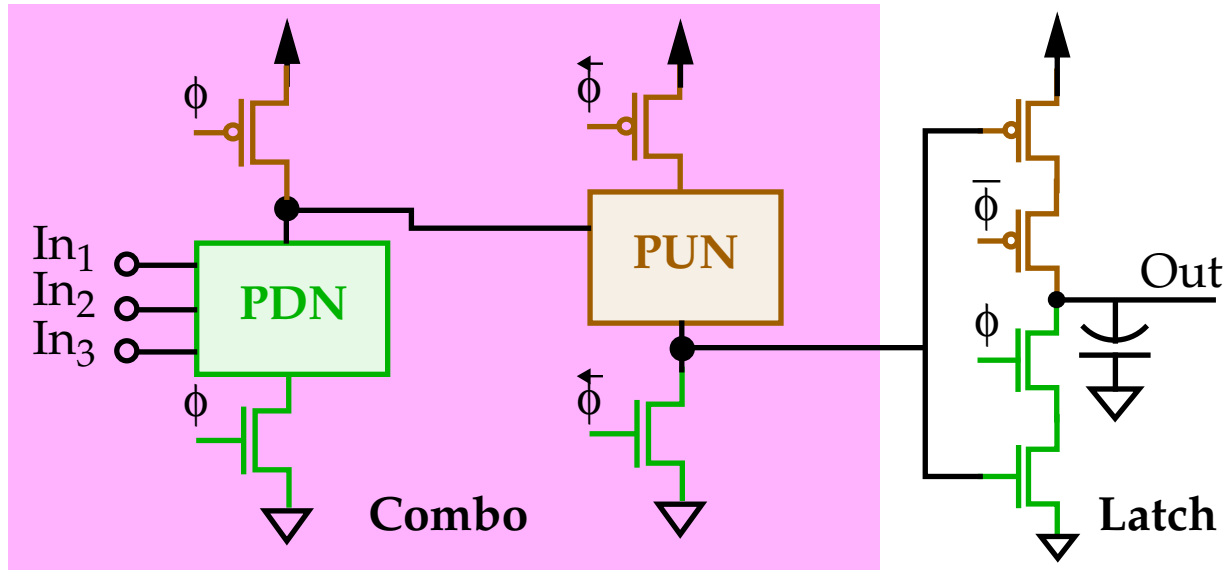 ϕ
ϕ⃖
ϕ̅
In₁
In₂
In₃
PDN
PUN
Out
ϕ
ϕ
ϕ⃖
Combo
Latch